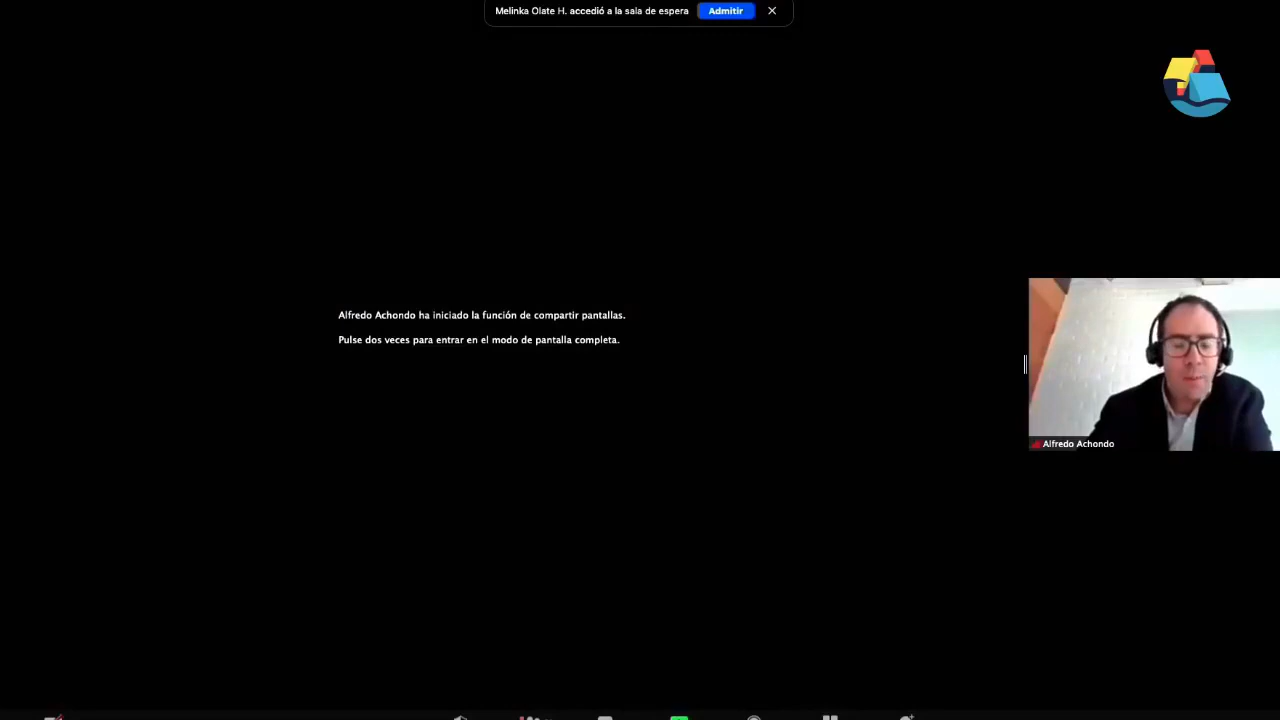 Melinka Olate H. accedió a la sala de espera
Admitir
Alfredo Achondo ha iniciado la función de compartir pantallas.
Pulse dos veces para entrar en el modo de pantalla completa.
Alfredo Achondo